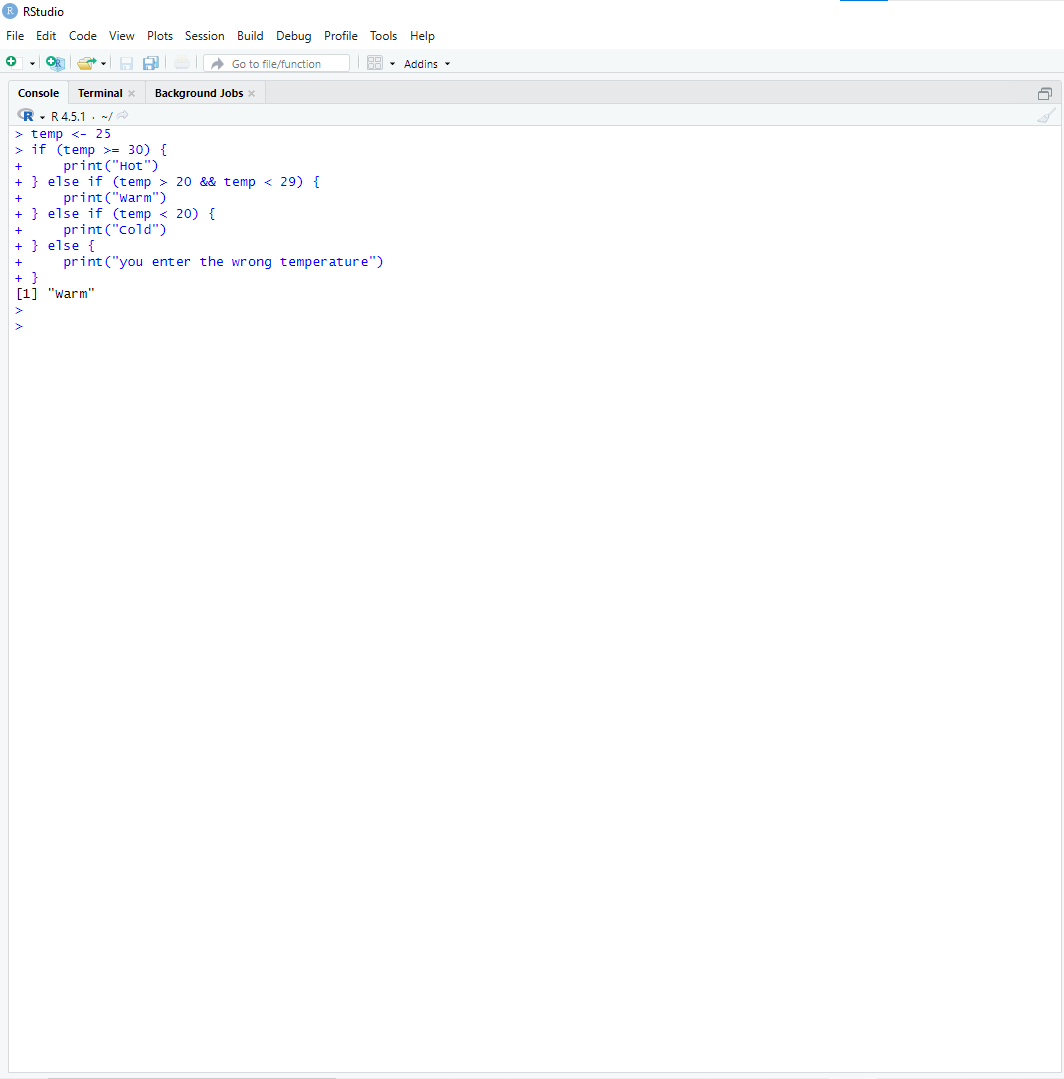 RStudio
File Edit Code View Plots Session Build Debug Profile Tools Help
Go to file/function Addins
Console Terminal Background Jobs
R 4.5.1 · ~/
> temp <- 25
> if (temp >= 30) {
+     print("Hot")
+ } else if (temp > 20 && temp < 29) {
+     print("Warm")
+ } else if (temp < 20) {
+     print("Cold")
+ } else {
+     print("you enter the wrong temperature")
+ }
[1] "Warm"
>
>